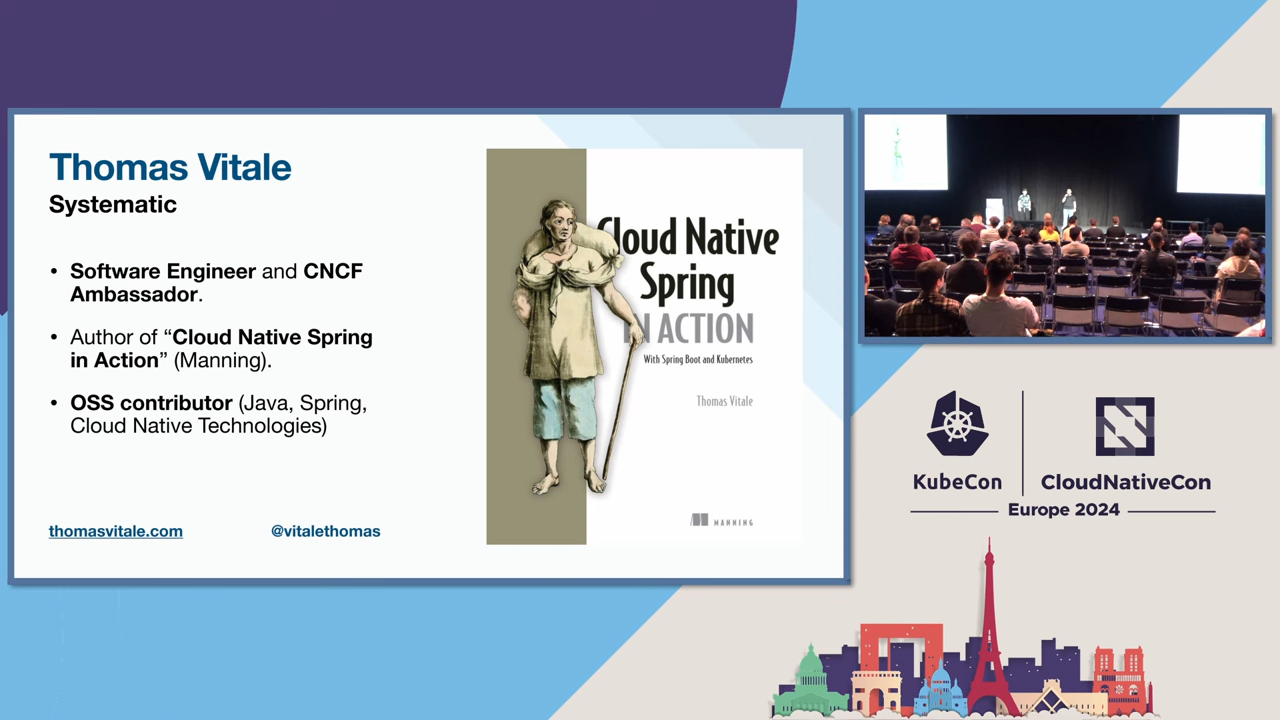 Thomas Vitale
Systematic
• Software Engineer and CNCF
Ambassador.
• Author of “Cloud Native Spring
in Action” (Manning).
• OSS contributor (Java, Spring,
Cloud Native Technologies)
thomasvitale.com
@vitalethomas
Cloud Native
Spring
IN ACTION
With Spring Boot and Kubernetes
Thomas Vitale
MANNING
KubeCon
CloudNativeCon
Europe 2024